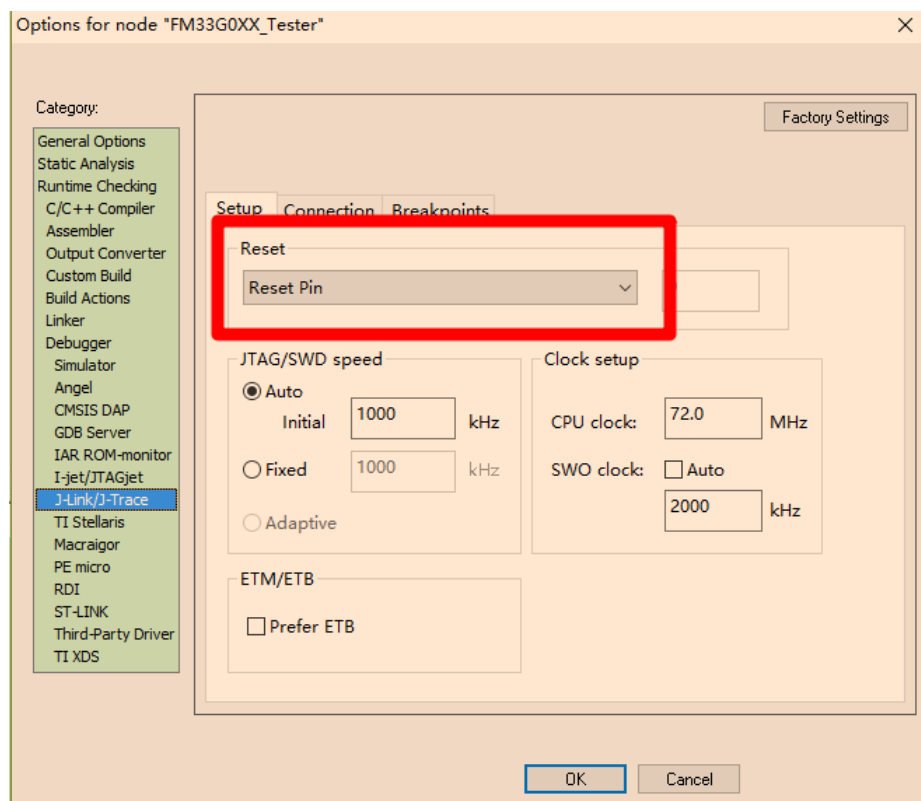 Options for node "FM33G0XX_Tester"
Category:
General Options
Static Analysis
Runtime Checking
C/C++ Compiler
Assembler
Output Converter
Custom Build
Build Actions
Linker
Debugger
Simulator
Angel
CMSIS DAP
GDB Server
IAR ROM-monitor
I-jet/JTAGjet
J-Link/J-Trace
TI Stellaris
Macraigor
PE micro
RDI
ST-LINK
Third-Party Driver
TI XDS
Factory Settings
Setup Connection Breakpoints
Reset
Reset Pin
JTAG/SWD speed
Auto
Initial 1000 kHz
Fixed 1000 kHz
Adaptive
Clock setup
CPU clock: 72.0 MHz
SWO clock: Auto
2000 kHz
ETM/ETB
Prefer ETB
OK Cancel